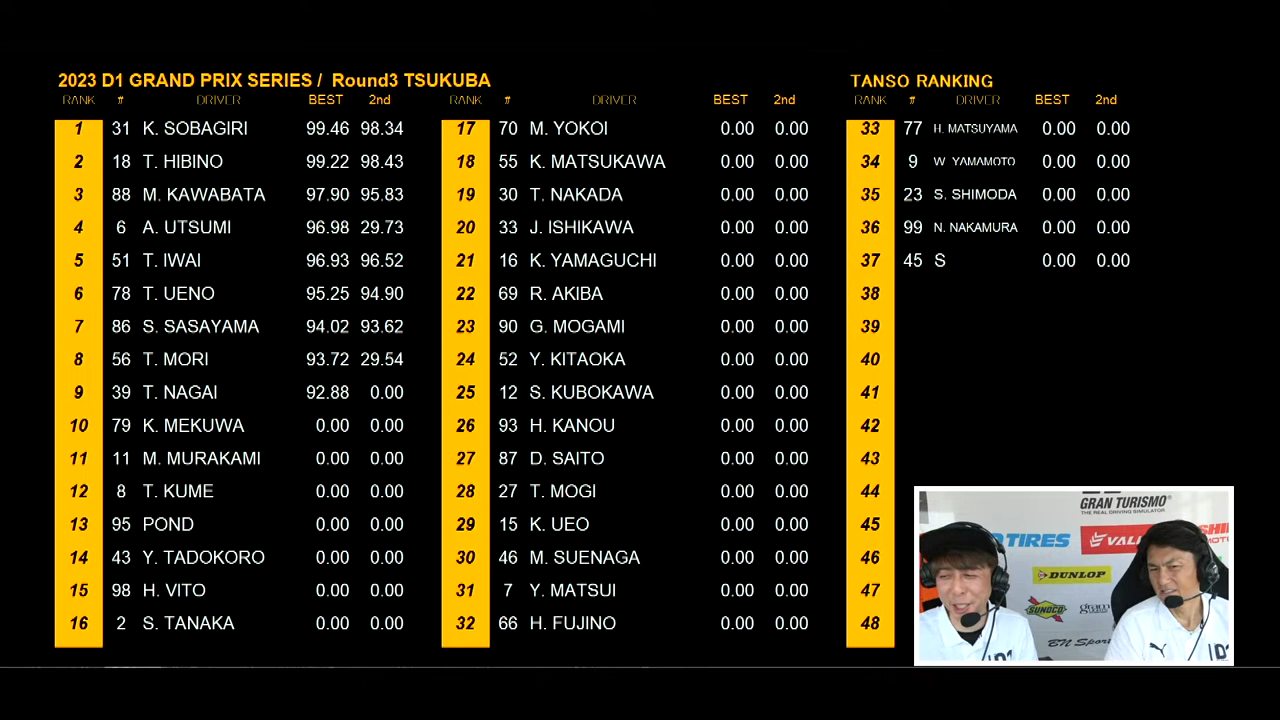 2023 D1 GRAND PRIX SERIES / Round3 TSUKUBA
RANK # DRIVER BEST 2nd
1 31 K. SOBAGIRI 99.46 98.34
2 18 T. HIBINO 99.22 98.43
3 88 M. KAWABATA 97.90 95.83
4 6 A. UTSUMI 96.98 29.73
5 51 T. IWAI 96.93 96.52
6 78 T. UENO 95.25 94.90
7 86 S. SASAYAMA 94.02 93.62
8 56 T. MORI 93.72 29.54
9 39 T. NAGAI 92.88 0.00
10 79 K. MEKUWA 0.00 0.00
11 11 M. MURAKAMI 0.00 0.00
12 8 T. KUME 0.00 0.00
13 95 POND 0.00 0.00
14 43 Y. TADOKORO 0.00 0.00
15 98 H. VITO 0.00 0.00
16 2 S. TANAKA 0.00 0.00
RANK # DRIVER BEST 2nd
17 70 M. YOKOI 0.00 0.00
18 55 K. MATSUKAWA 0.00 0.00
19 30 T. NAKADA 0.00 0.00
20 33 J. ISHIKAWA 0.00 0.00
21 16 K. YAMAGUCHI 0.00 0.00
22 69 R. AKIBA 0.00 0.00
23 90 G. MOGAMI 0.00 0.00
24 52 Y. KITAOKA 0.00 0.00
25 12 S. KUBOKAWA 0.00 0.00
26 93 H. KANOU 0.00 0.00
27 87 D. SAITO 0.00 0.00
28 27 T. MOGI 0.00 0.00
29 15 K. UEO 0.00 0.00
30 46 M. SUENAGA 0.00 0.00
31 7 Y. MATSUI 0.00 0.00
32 66 H. FUJINO 0.00 0.00
TANSO RANKING
RANK # DRIVER BEST 2nd
33 77 H. MATSUYAMA 0.00 0.00
34 9 W. YAMAMOTO 0.00 0.00
35 23 S. SHIMODA 0.00 0.00
36 99 N. NAKAMURA 0.00 0.00
37 45 S 0.00 0.00
38
39
40
41
42
43
44
45
46
47
48
GRAN TURISMO
THE REAL DRIVING SIMULATOR
TIRES
VALI
DUNLOP
SUNOCO
gram
BN Spor
D1
D1